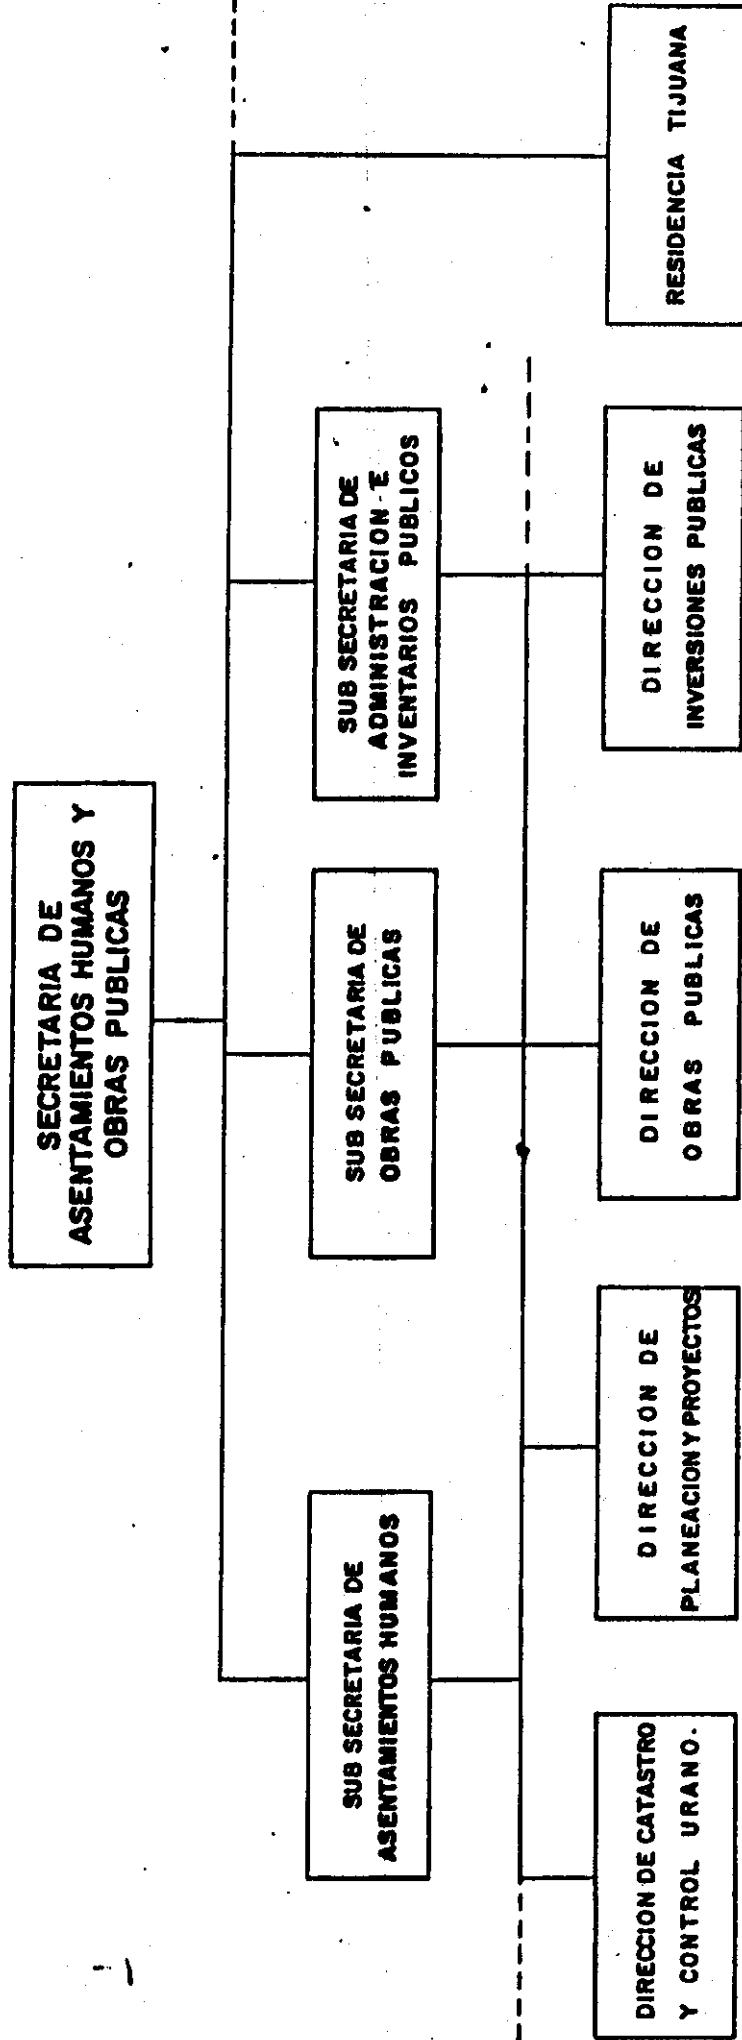 SECRETARIA DE
ASENTAMIENTOS HUMANOS Y
OBRAS PUBLICAS
SUB SECRETARIA DE
ASENTAMIENTOS HUMANOS
SUB SECRETARIA DE
OBRAS PUBLICAS
SUB SECRETARIA DE
ADMINISTRACION E
INVENTARIOS PUBLICOS
DIRECCION DE CATASTRO
Y CONTROL URANO.
DIRECCION DE
PLANEACION Y PROYECTOS
DIRECCION DE
OBRAS PUBLICAS
DIRECCION DE
INVERSIONES PUBLICAS
RESIDENCIA TIJUANA